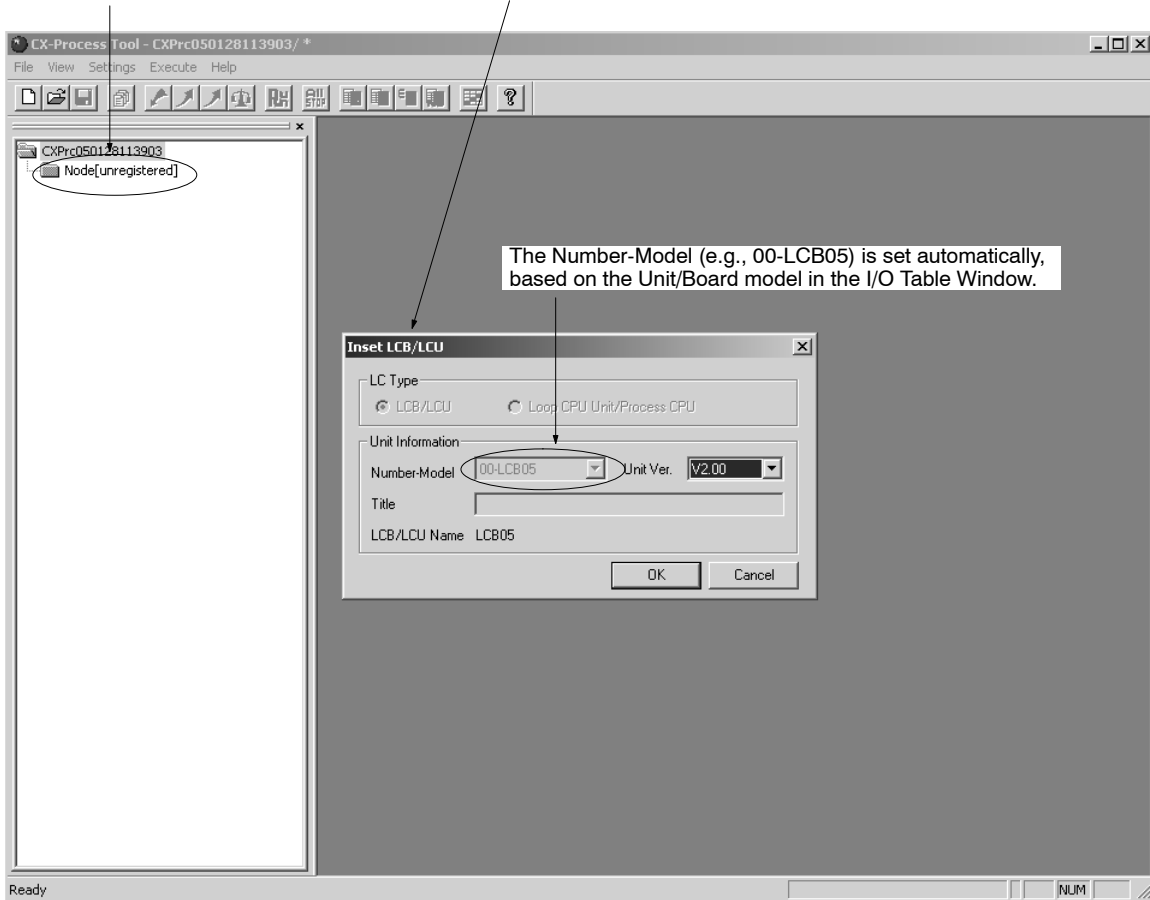 CX-Process Tool - CXPrc050128113903/ *
File View Settings Execute Help
ALL STOP
CXPrc050128113903
Node[unregistered]
The Number-Model (e.g., 00-LCB05) is set automatically,
based on the Unit/Board model in the I/O Table Window.
Inset LCB/LCU
LC Type
LCB/LCU Loop CPU Unit/Process CPU
Unit Information
Number-Model 00-LCB05 Unit Ver. V2.00
Title
LCB/LCU Name LCB05
OK Cancel
Ready NUM